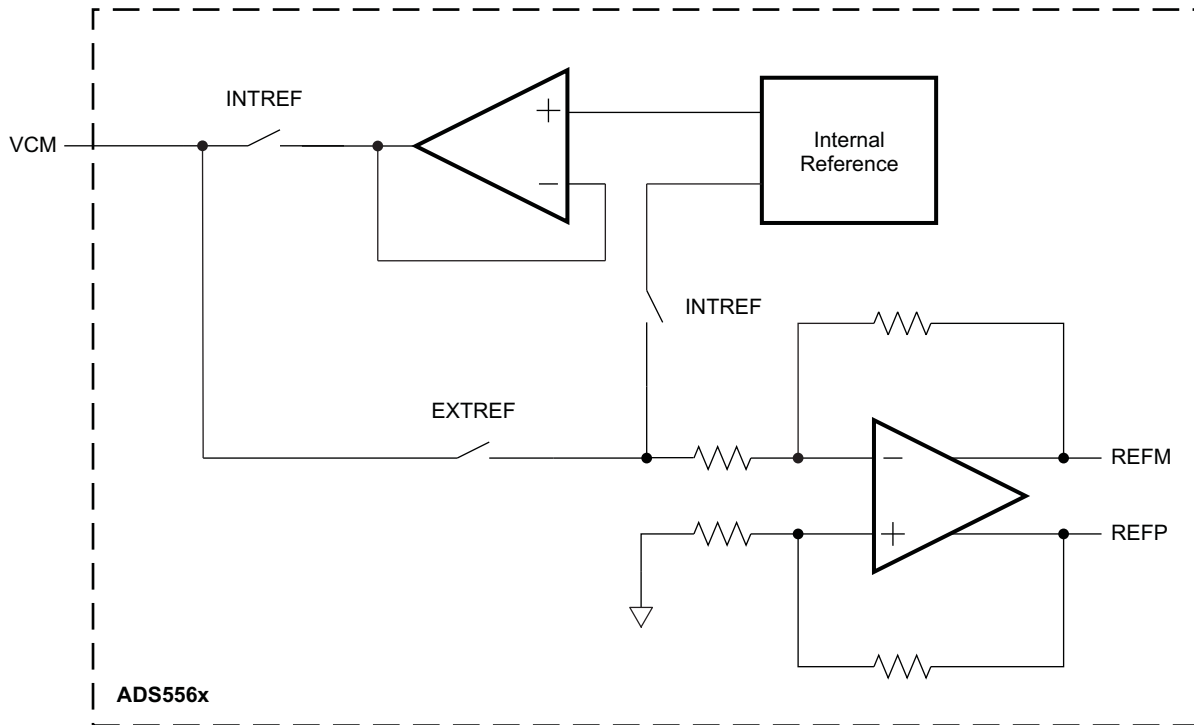 INTREF
VCM
+
−
Internal
Reference
INTREF
EXTREF
−
REFM
+
REFP
ADS556x